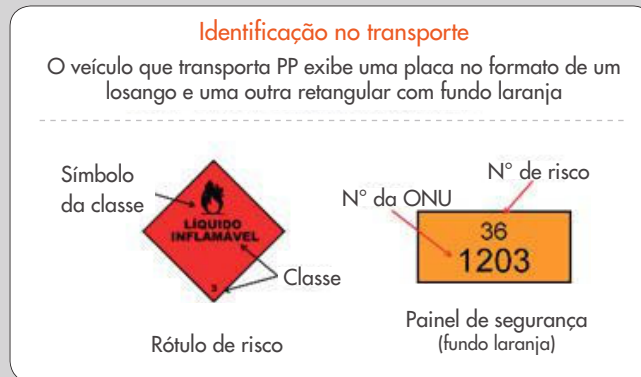 Identificação no transporte
O veículo que transporta PP exibe uma placa no formato de um
losango e uma outra retangular com fundo laranja
Símbolo
da classe
LÍQUIDO
INFLAMÁVEL
3
Classe
Rótulo de risco
N° de risco
N° da ONU
36
1203
Painel de segurança
(fundo laranja)